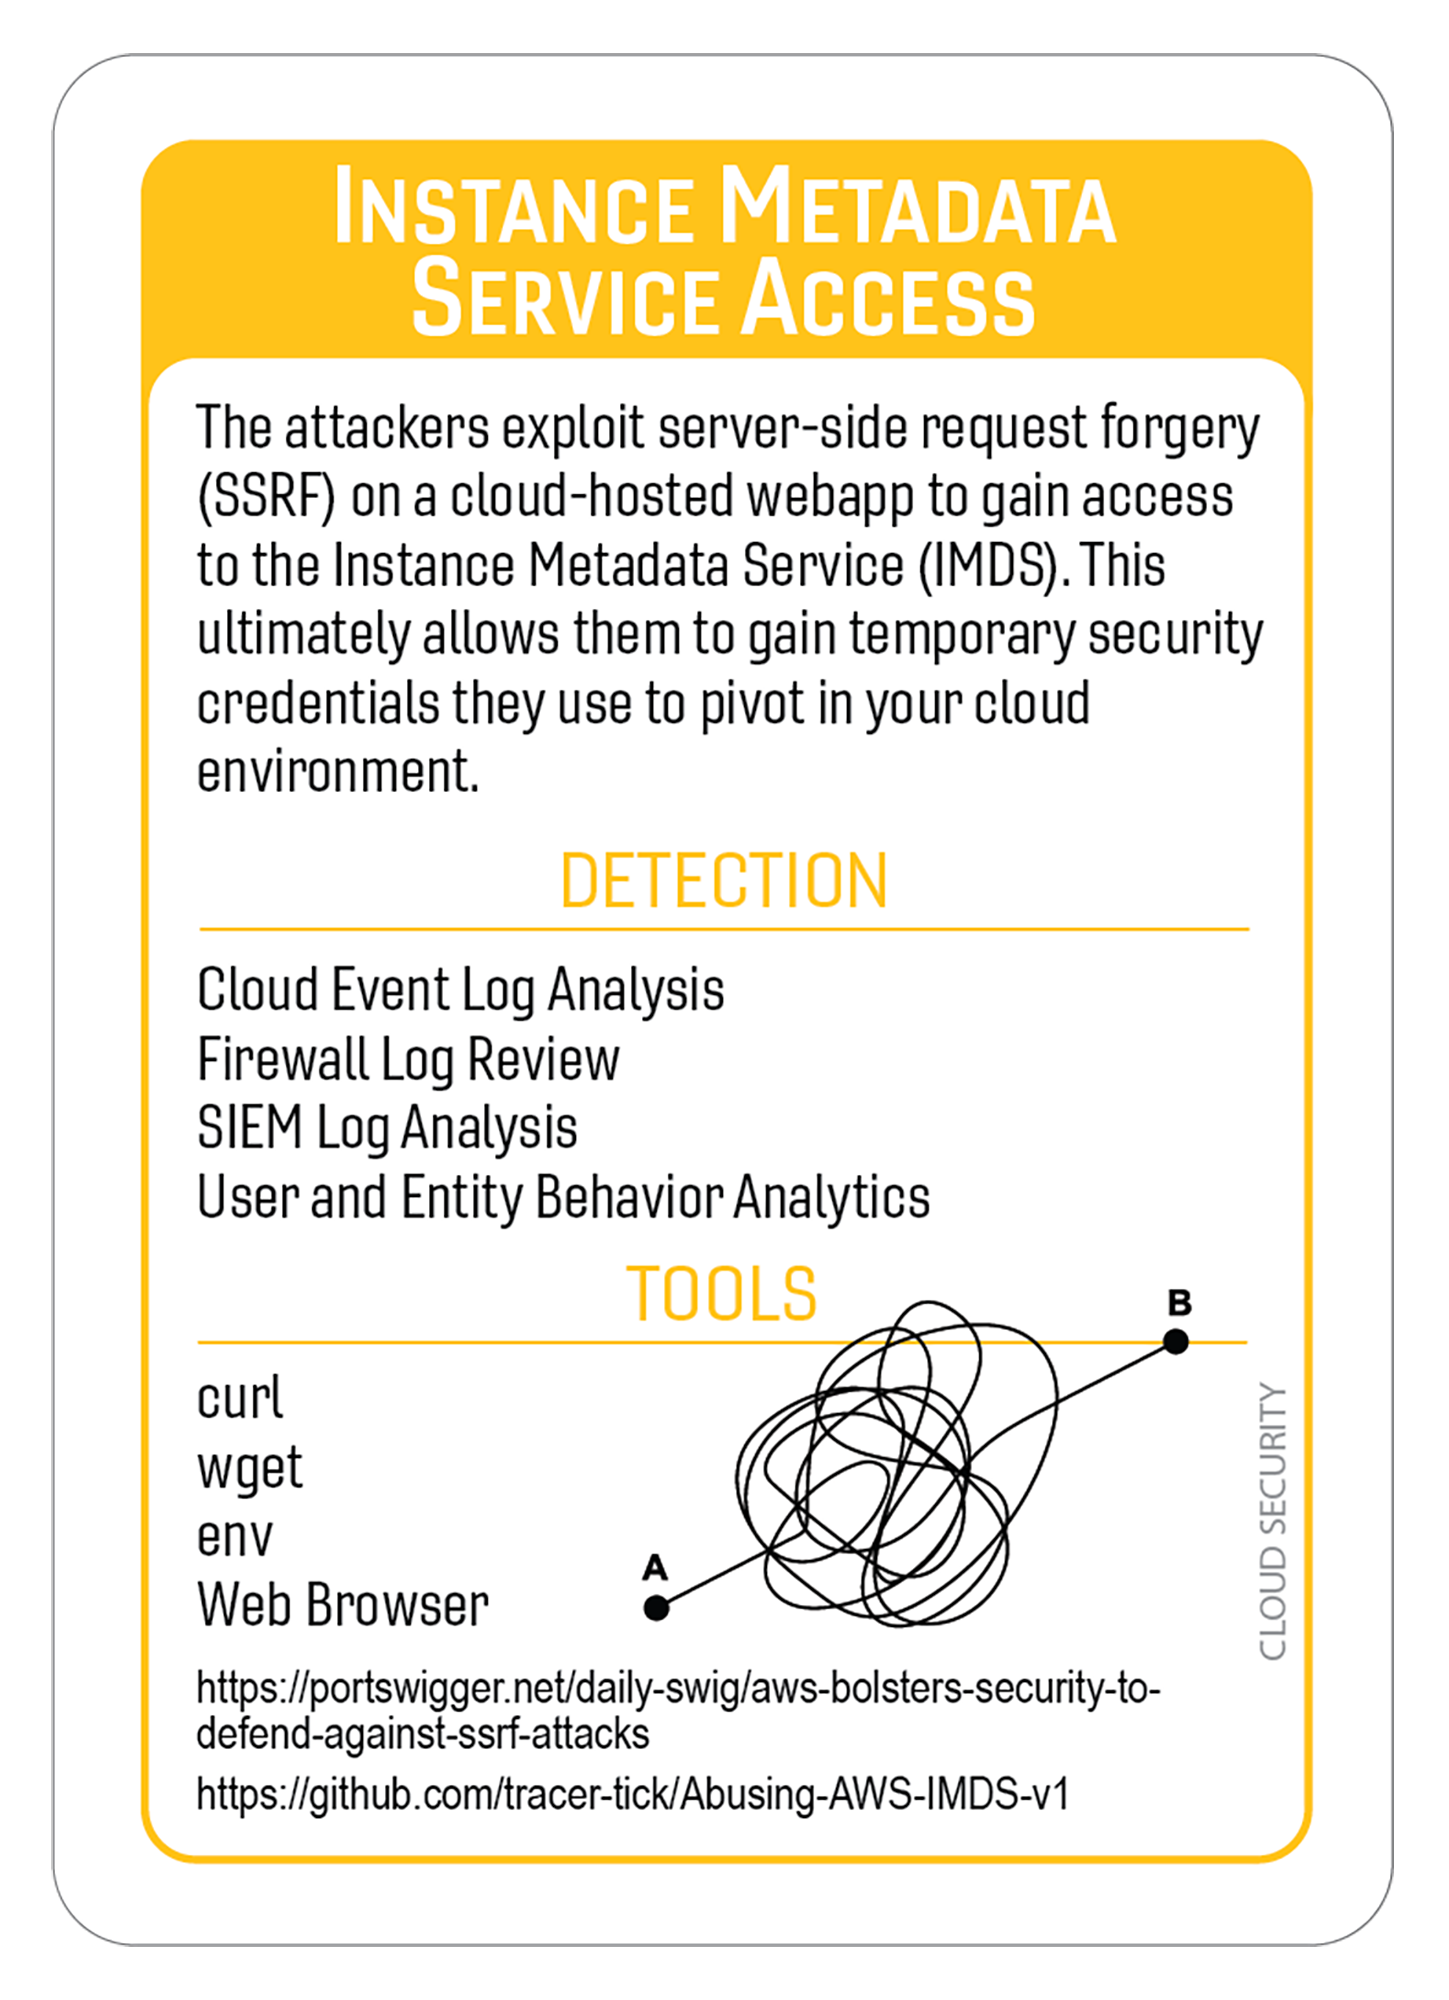 INSTANCE METADATA
SERVICE ACCESS
The attackers exploit server-side request forgery
(SSRF) on a cloud-hosted webapp to gain access
to the Instance Metadata Service (IMDS). This
ultimately allows them to gain temporary security
credentials they use to pivot in your cloud
environment.
DETECTION
Cloud Event Log Analysis
Firewall Log Review
SIEM Log Analysis
User and Entity Behavior Analytics
TOOLS
B
curl
wget
env
A
Web Browser
CLOUD SECURITY
https://portswigger.net/daily-swig/aws-bolsters-security-to-
defend-against-ssrf-attacks
https://github.com/tracer-tick/Abusing-AWS-IMDS-v1